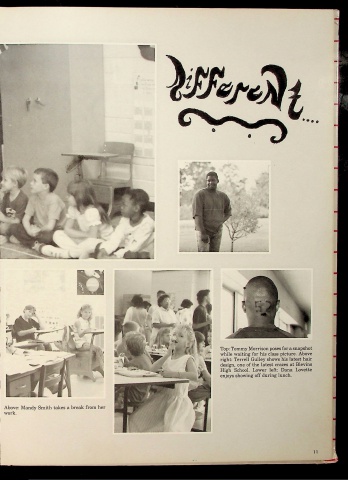 Different....
Top: Tommy Morrison poses for a snapshot
while waiting for his class picture. Above
right: Terrell Gulley shows his latest hair
design, one of the latest crazes at Blevins
High School. Lower left: Dana Lovette
enjoys showing off during lunch.
Above: Mandy Smith takes a break from her
work.
11